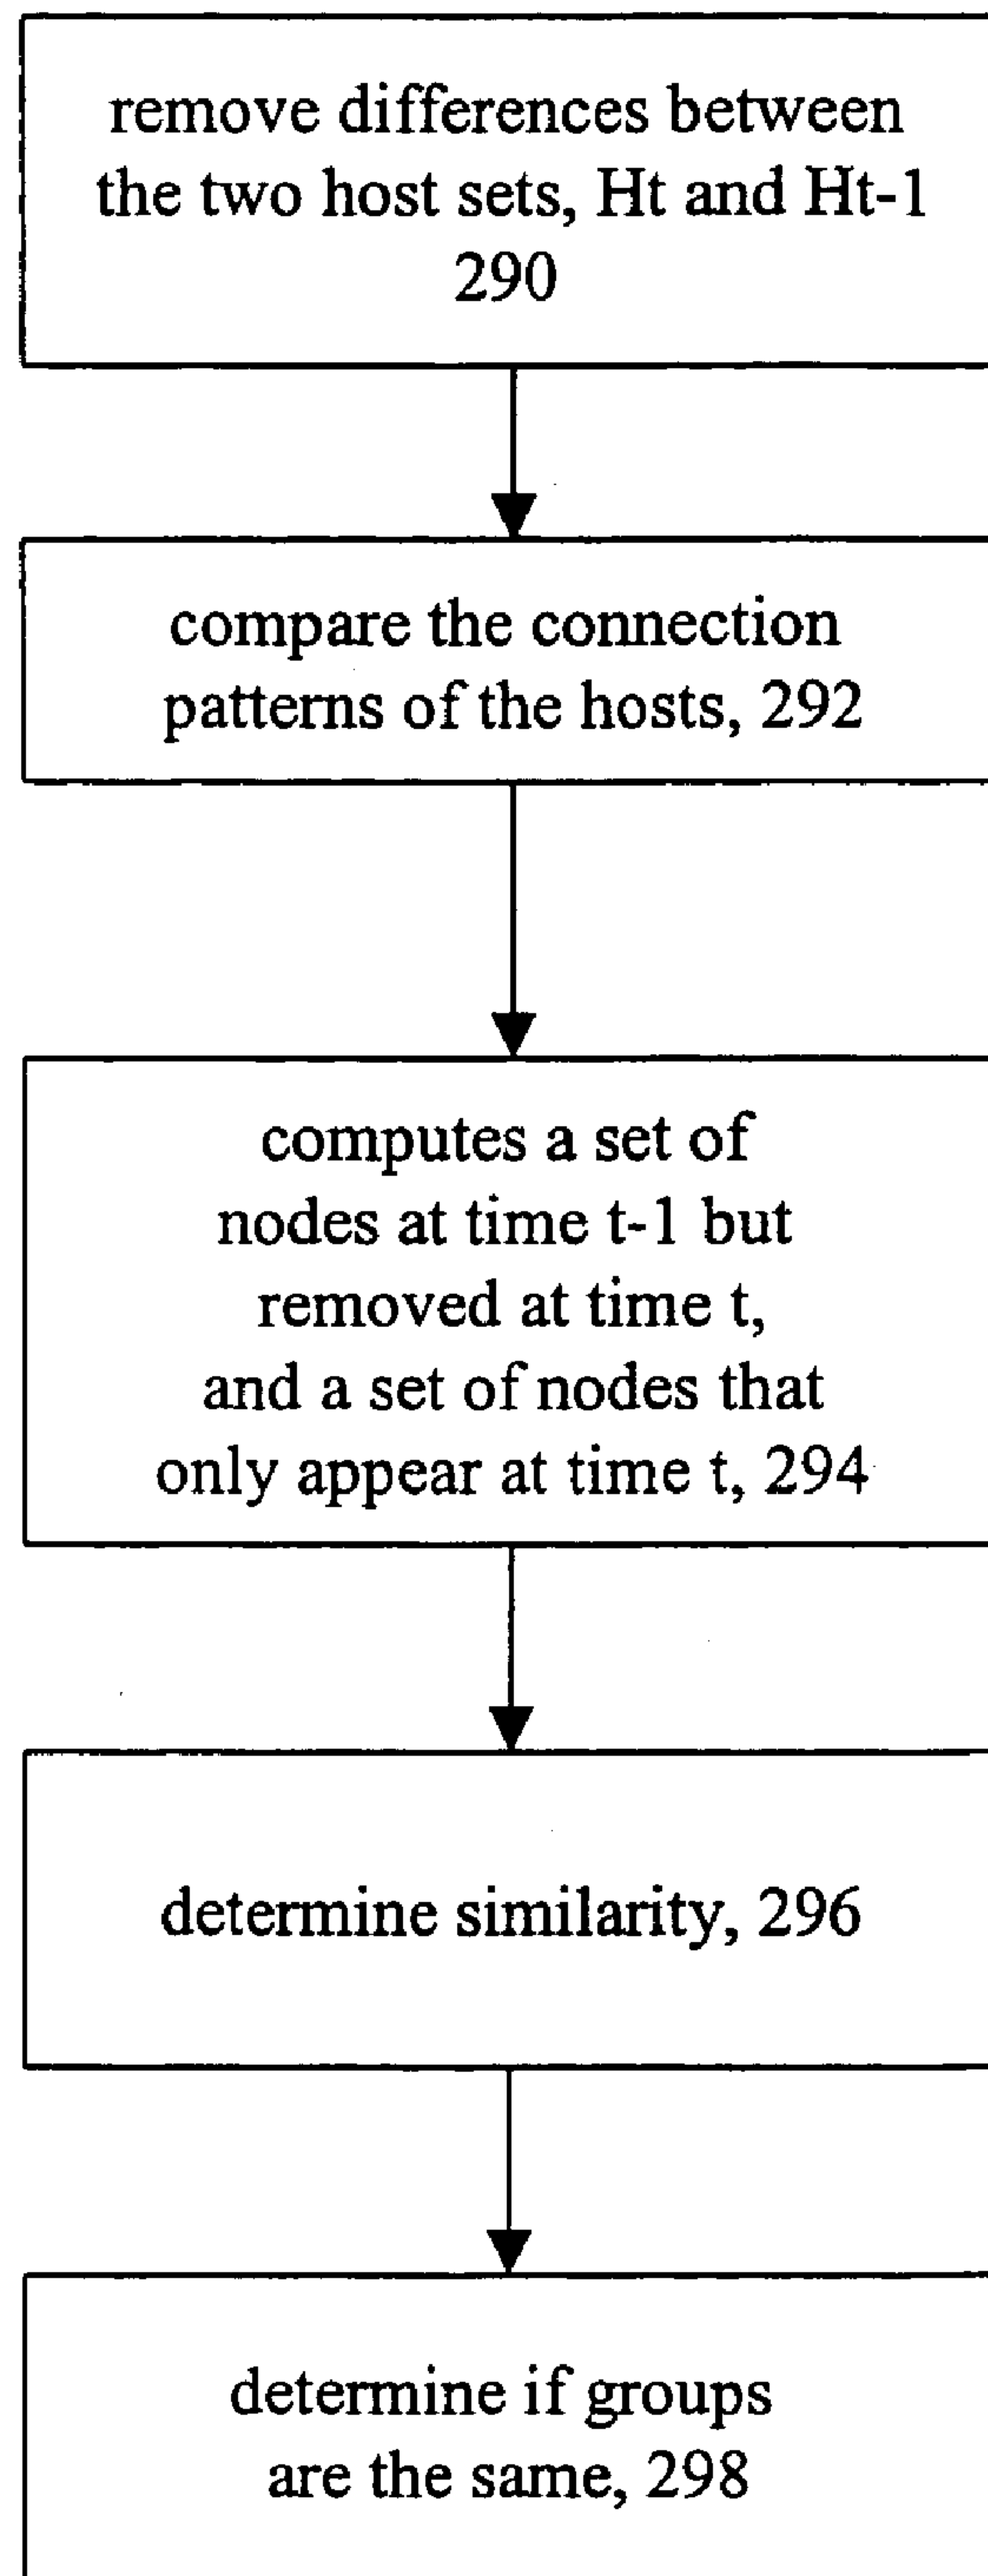 remove differences between
the two host sets, Ht and Ht-1
290
compare the connection
patterns of the hosts, 292
computes a set of
nodes at time t-1 but
removed at time t,
and a set of nodes that
only appear at time t, 294
determine similarity, 296
determine if groups
are the same, 298